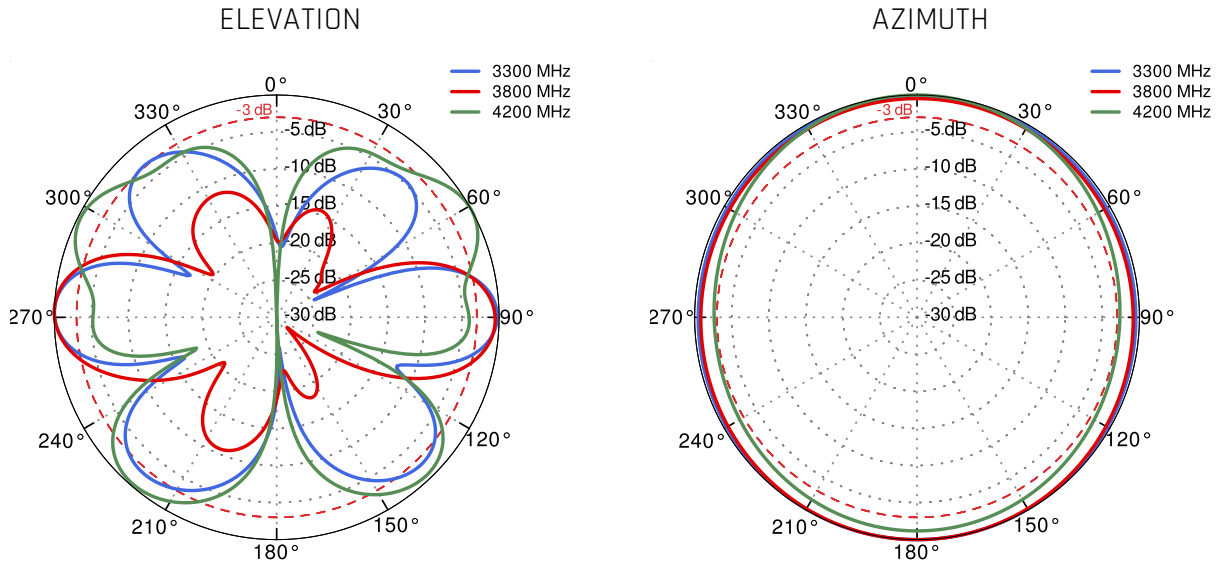 ELEVATION
3300 MHz
3800 MHz
4200 MHz
0°
-3 dB
-5 dB
-10 dB
-15 dB
-20 dB
-25 dB
-30 dB
30°
60°
90°
120°
150°
180°
210°
240°
270°
300°
330°
AZIMUTH
3300 MHz
3800 MHz
4200 MHz
0°
-3 dB
-5 dB
-10 dB
-15 dB
-20 dB
-25 dB
-30 dB
30°
60°
90°
120°
150°
180°
210°
240°
270°
300°
330°